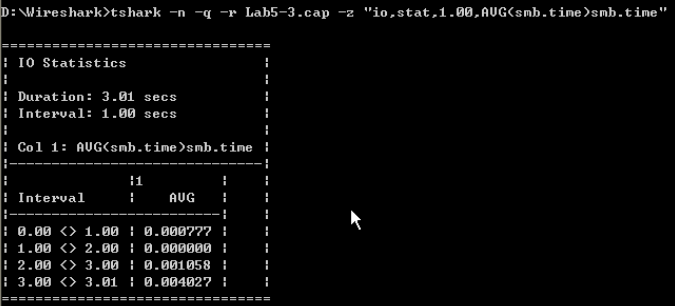 D:\Wireshark>tshark -n -q -r Lab5-3.cap -z "io,stat,1.00,AVG(smb.time)smb.time"
===============================
| IO Statistics                |
|                              |
| Duration: 3.01 secs          |
| Interval: 1.00 secs          |
|                              |
| Col 1: AVG(smb.time)smb.time |
|------------------------------|
|              |1         |    |
| Interval     |    AVG   |    |
|-------------------------|    |
| 0.00 <> 1.00 | 0.000777 |    |
| 1.00 <> 2.00 | 0.000000 |    |
| 2.00 <> 3.00 | 0.001058 |    |
| 3.00 <> 3.01 | 0.004027 |    |
===============================